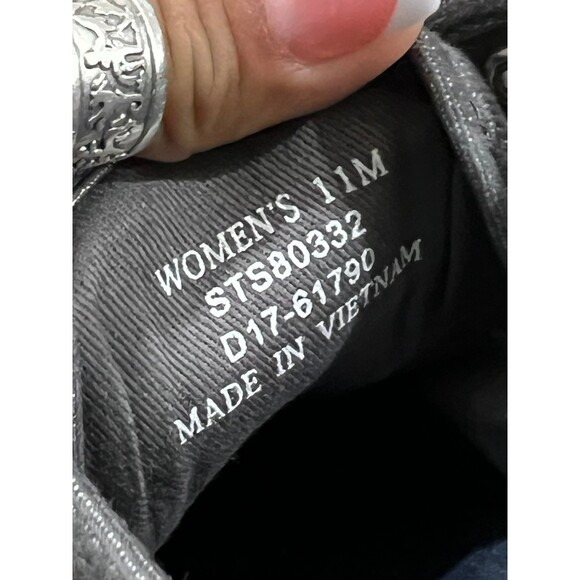 WOMEN'S 11M
STS80332
D17-61790
MADE IN VIETNAM